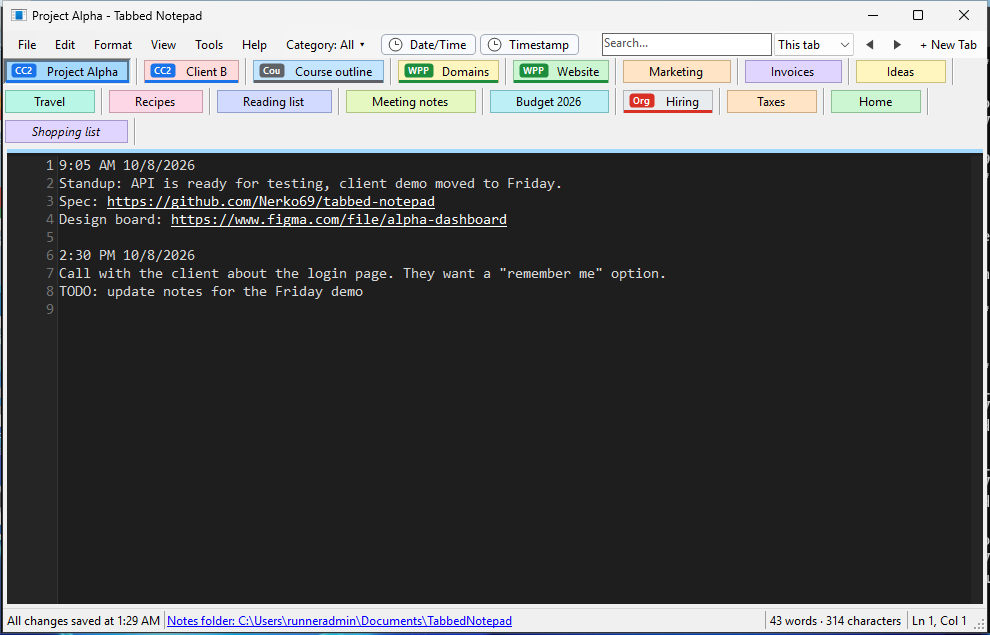 Project Alpha - Tabbed Notepad
File Edit Format View Tools Help Category: All Date/Time Timestamp Search... This tab + New Tab
CC2 Project Alpha CC2 Client B Cou Course outline WPP Domains WPP Website Marketing Invoices Ideas
Travel Recipes Reading list Meeting notes Budget 2026 Org Hiring Taxes Home
Shopping list
1 9:05 AM 10/8/2026
2 Standup: API is ready for testing, client demo moved to Friday.
3 Spec: https://github.com/Nerko69/tabbed-notepad
4 Design board: https://www.figma.com/file/alpha-dashboard
5
6 2:30 PM 10/8/2026
7 Call with the client about the login page. They want a "remember me" option.
8 TODO: update notes for the Friday demo
9
All changes saved at 1:29 AM Notes folder: C:\Users\runneradmin\Documents\TabbedNotepad 43 words · 314 characters Ln 1, Col 1